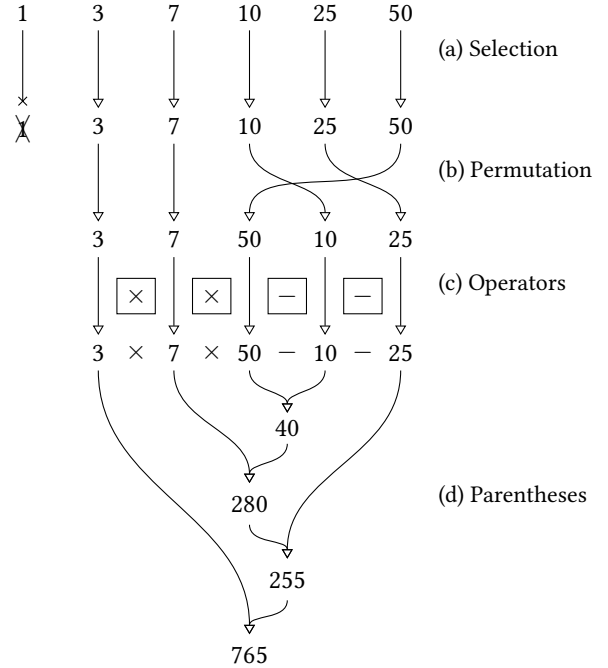 1 3 7 10 25 50
(a) Selection
1 3 7 10 25 50
(b) Permutation
3 7 50 10 25
(c) Operators
× × − −
3 × 7 × 50 − 10 − 25
40
280
(d) Parentheses
255
765